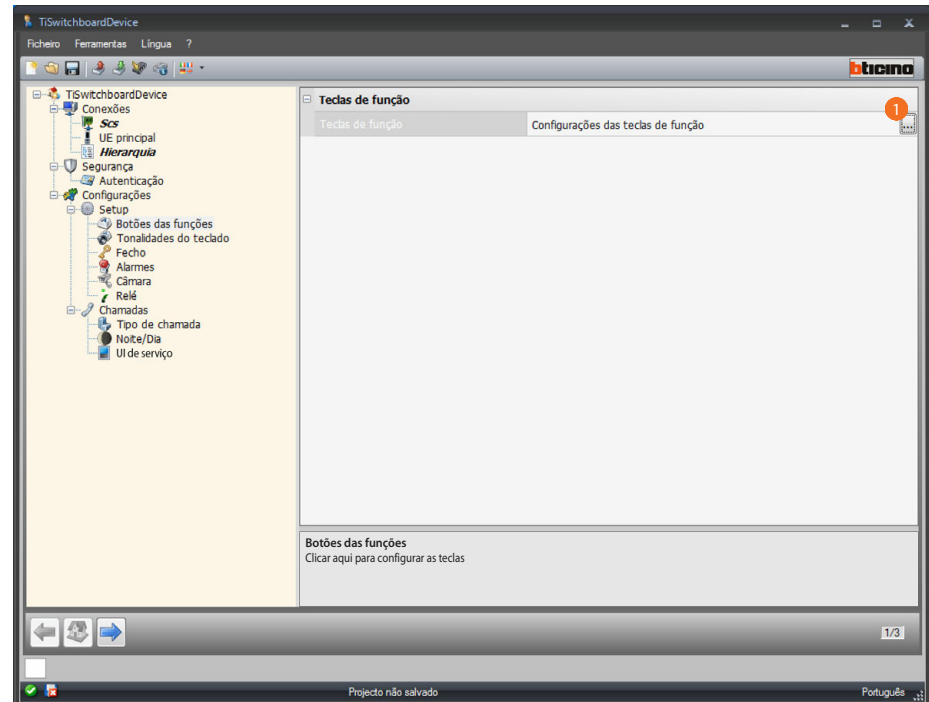 TiSwitchboardDevice
Ficheiro Ferramentas Língua ?
bticino
TiSwitchboardDevice
Conexões
Scs
UE principal
Hierarquia
Segurança
Autenticação
Configurações
Setup
Botões das funções
Tonalidades do teclado
Fecho
Alarmes
Câmara
Relé
Chamadas
Tipo de chamada
Noite/Dia
UI de serviço
Teclas de função
1
Teclas de função Configurações das teclas de função ...
Botões das funções
Clicar aqui para configurar as teclas
1/3
Projecto não salvado Português